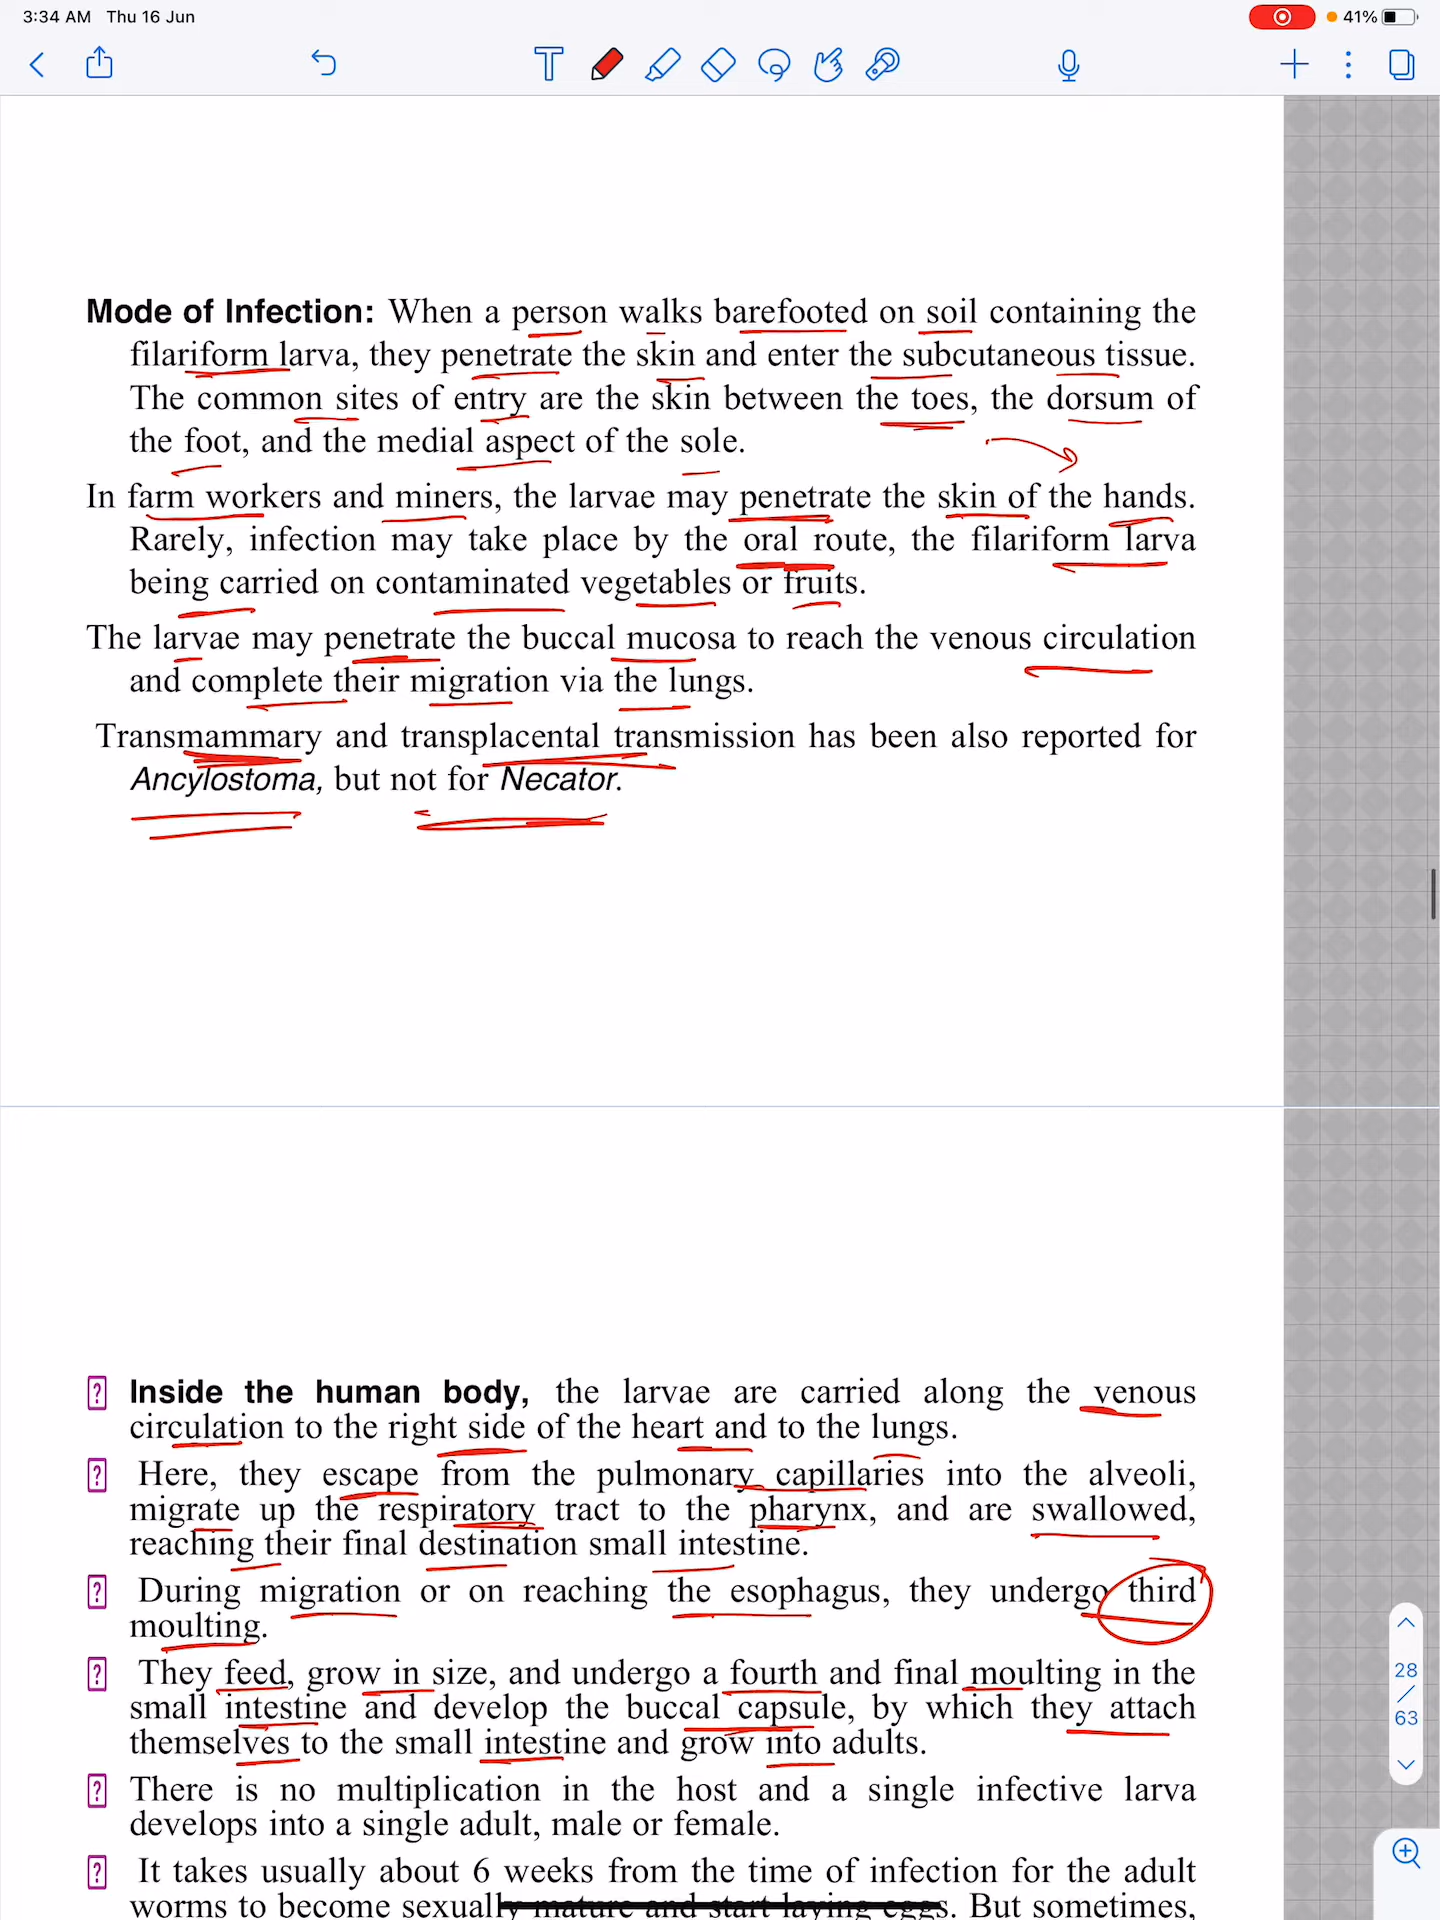 3:34 AM Thu 16 Jun
41%
T
Mode of Infection: When a person walks barefooted on soil containing the
filariform larva, they penetrate the skin and enter the subcutaneous tissue.
The common sites of entry are the skin between the toes, the dorsum of
the foot, and the medial aspect of the sole.
In farm workers and miners, the larvae may penetrate the skin of the hands.
Rarely, infection may take place by the oral route, the filariform larva
being carried on contaminated vegetables or fruits.
The larvae may penetrate the buccal mucosa to reach the venous circulation
and complete their migration via the lungs.
Transmammary and transplacental transmission has been also reported for
Ancylostoma, but not for Necator.
? Inside the human body, the larvae are carried along the venous
circulation to the right side of the heart and to the lungs.
? Here, they escape from the pulmonary capillaries into the alveoli,
migrate up the respiratory tract to the pharynx, and are swallowed,
reaching their final destination small intestine.
? During migration or on reaching the esophagus, they undergo third
moulting.
? They feed, grow in size, and undergo a fourth and final moulting in the
small intestine and develop the buccal capsule, by which they attach
themselves to the small intestine and grow into adults.
? There is no multiplication in the host and a single infective larva
develops into a single adult, male or female.
? It takes usually about 6 weeks from the time of infection for the adult
worms to become sexually mature and start laying eggs. But sometimes,
28
/
63